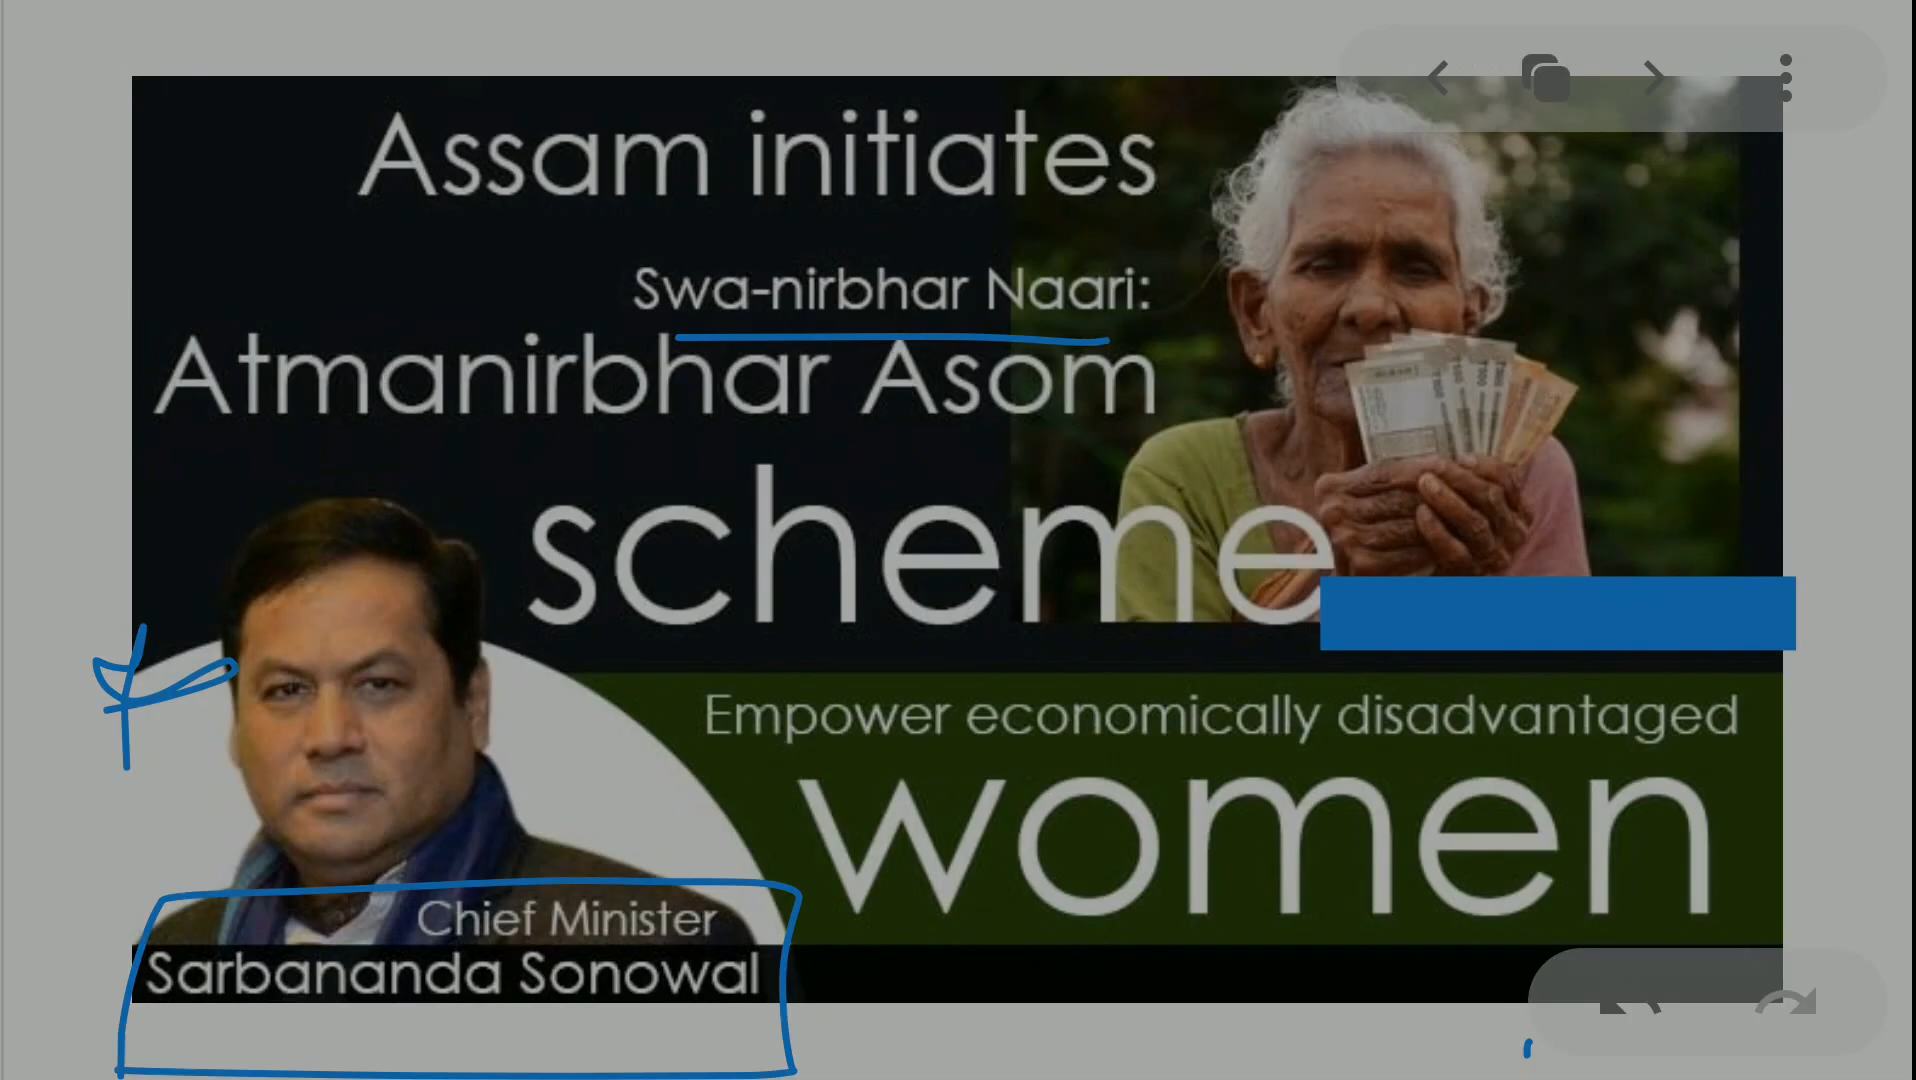 Assam initiates
Swa-nirbhar Naari:
Atmanirbhar Asom
scheme
Empower economically disadvantaged
women
Chief Minister
Sarbananda Sonowal